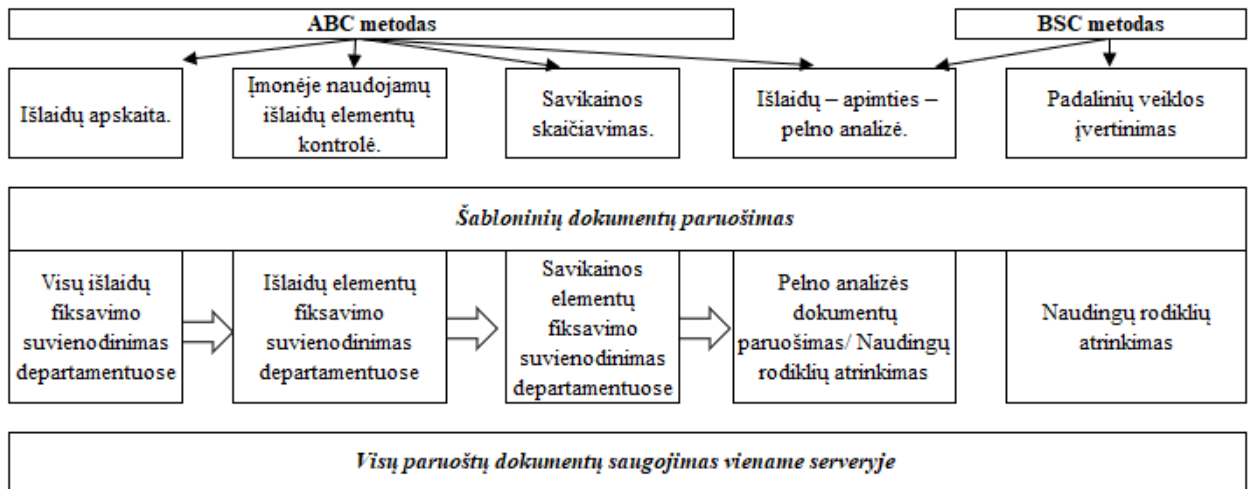 ABC metodas
BSC metodas
Išlaidų apskaita.
Įmonėje naudojamų
išlaidų elementų
kontrolė.
Savikainos
skaičiavimas.
Išlaidų – apimties –
pelno analizė.
Padalinių veiklos
įvertinimas
Šabloninių dokumentų paruošimas
Visų išlaidų
fiksavimo
suvienodinimas
departamentuose
Išlaidų elementų
fiksavimo
suvienodinimas
departamentuose
Savikainos
elementų
fiksavimo
suvienodinimas
departamentuose
Pelno analizės
dokumentų
paruošimas/ Naudingų
rodiklių atrinkimas
Naudingų rodiklių
atrinkimas
Visų paruoštų dokumentų saugojimas viename serveryje